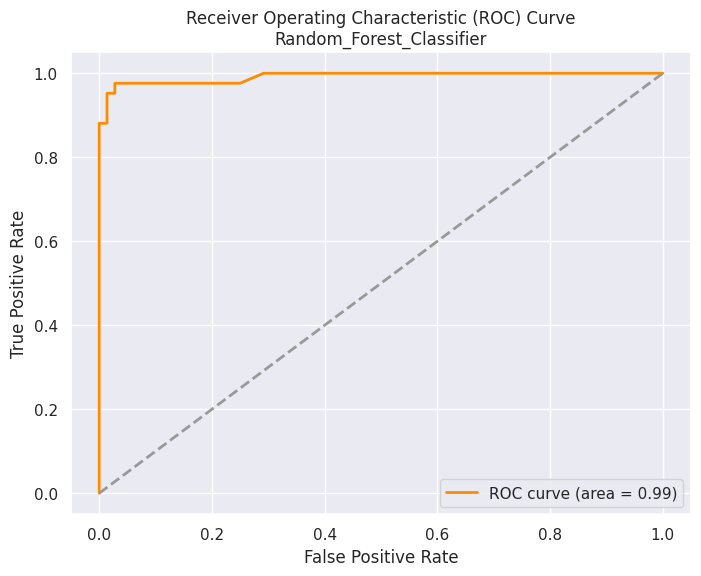 Receiver Operating Characteristic (ROC) Curve
Random_Forest_Classifier
1.0
0.8
0.6
0.4
0.2
0.0
True Positive Rate
ROC curve (area = 0.99)
0.0 0.2 0.4 0.6 0.8 1.0
False Positive Rate